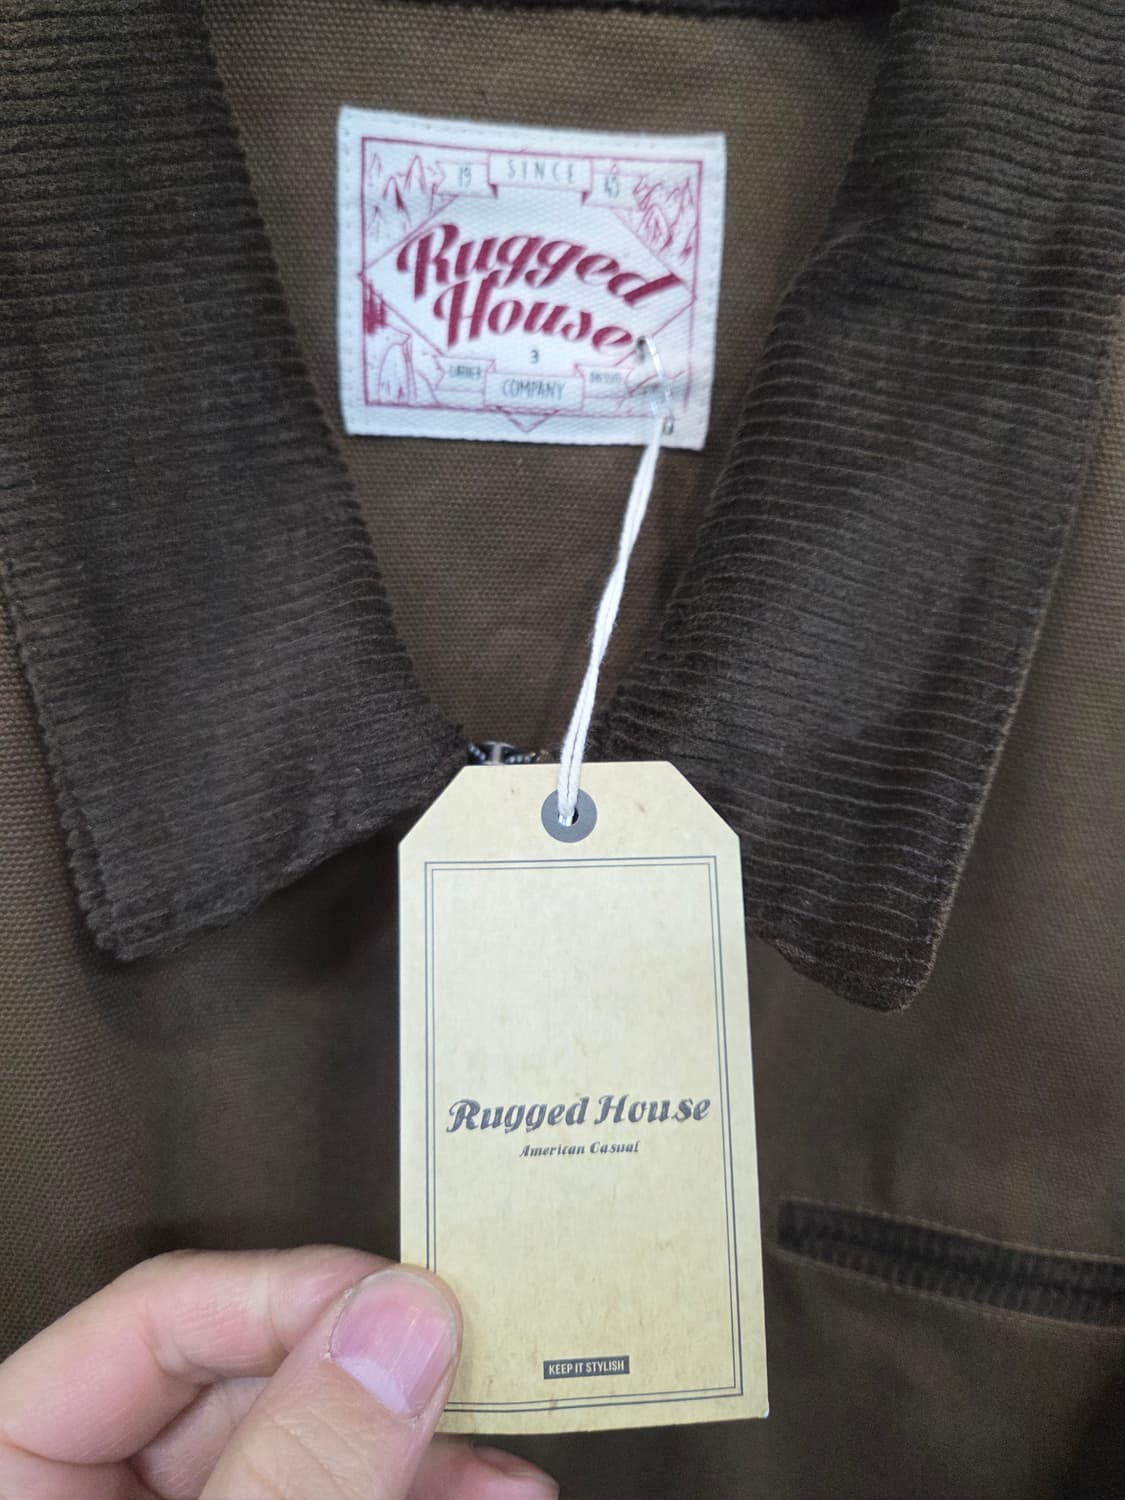 19 SINCE 45
Rugged
House
3
COMPANY
Rugged House
American Casual
KEEP IT STYLISH